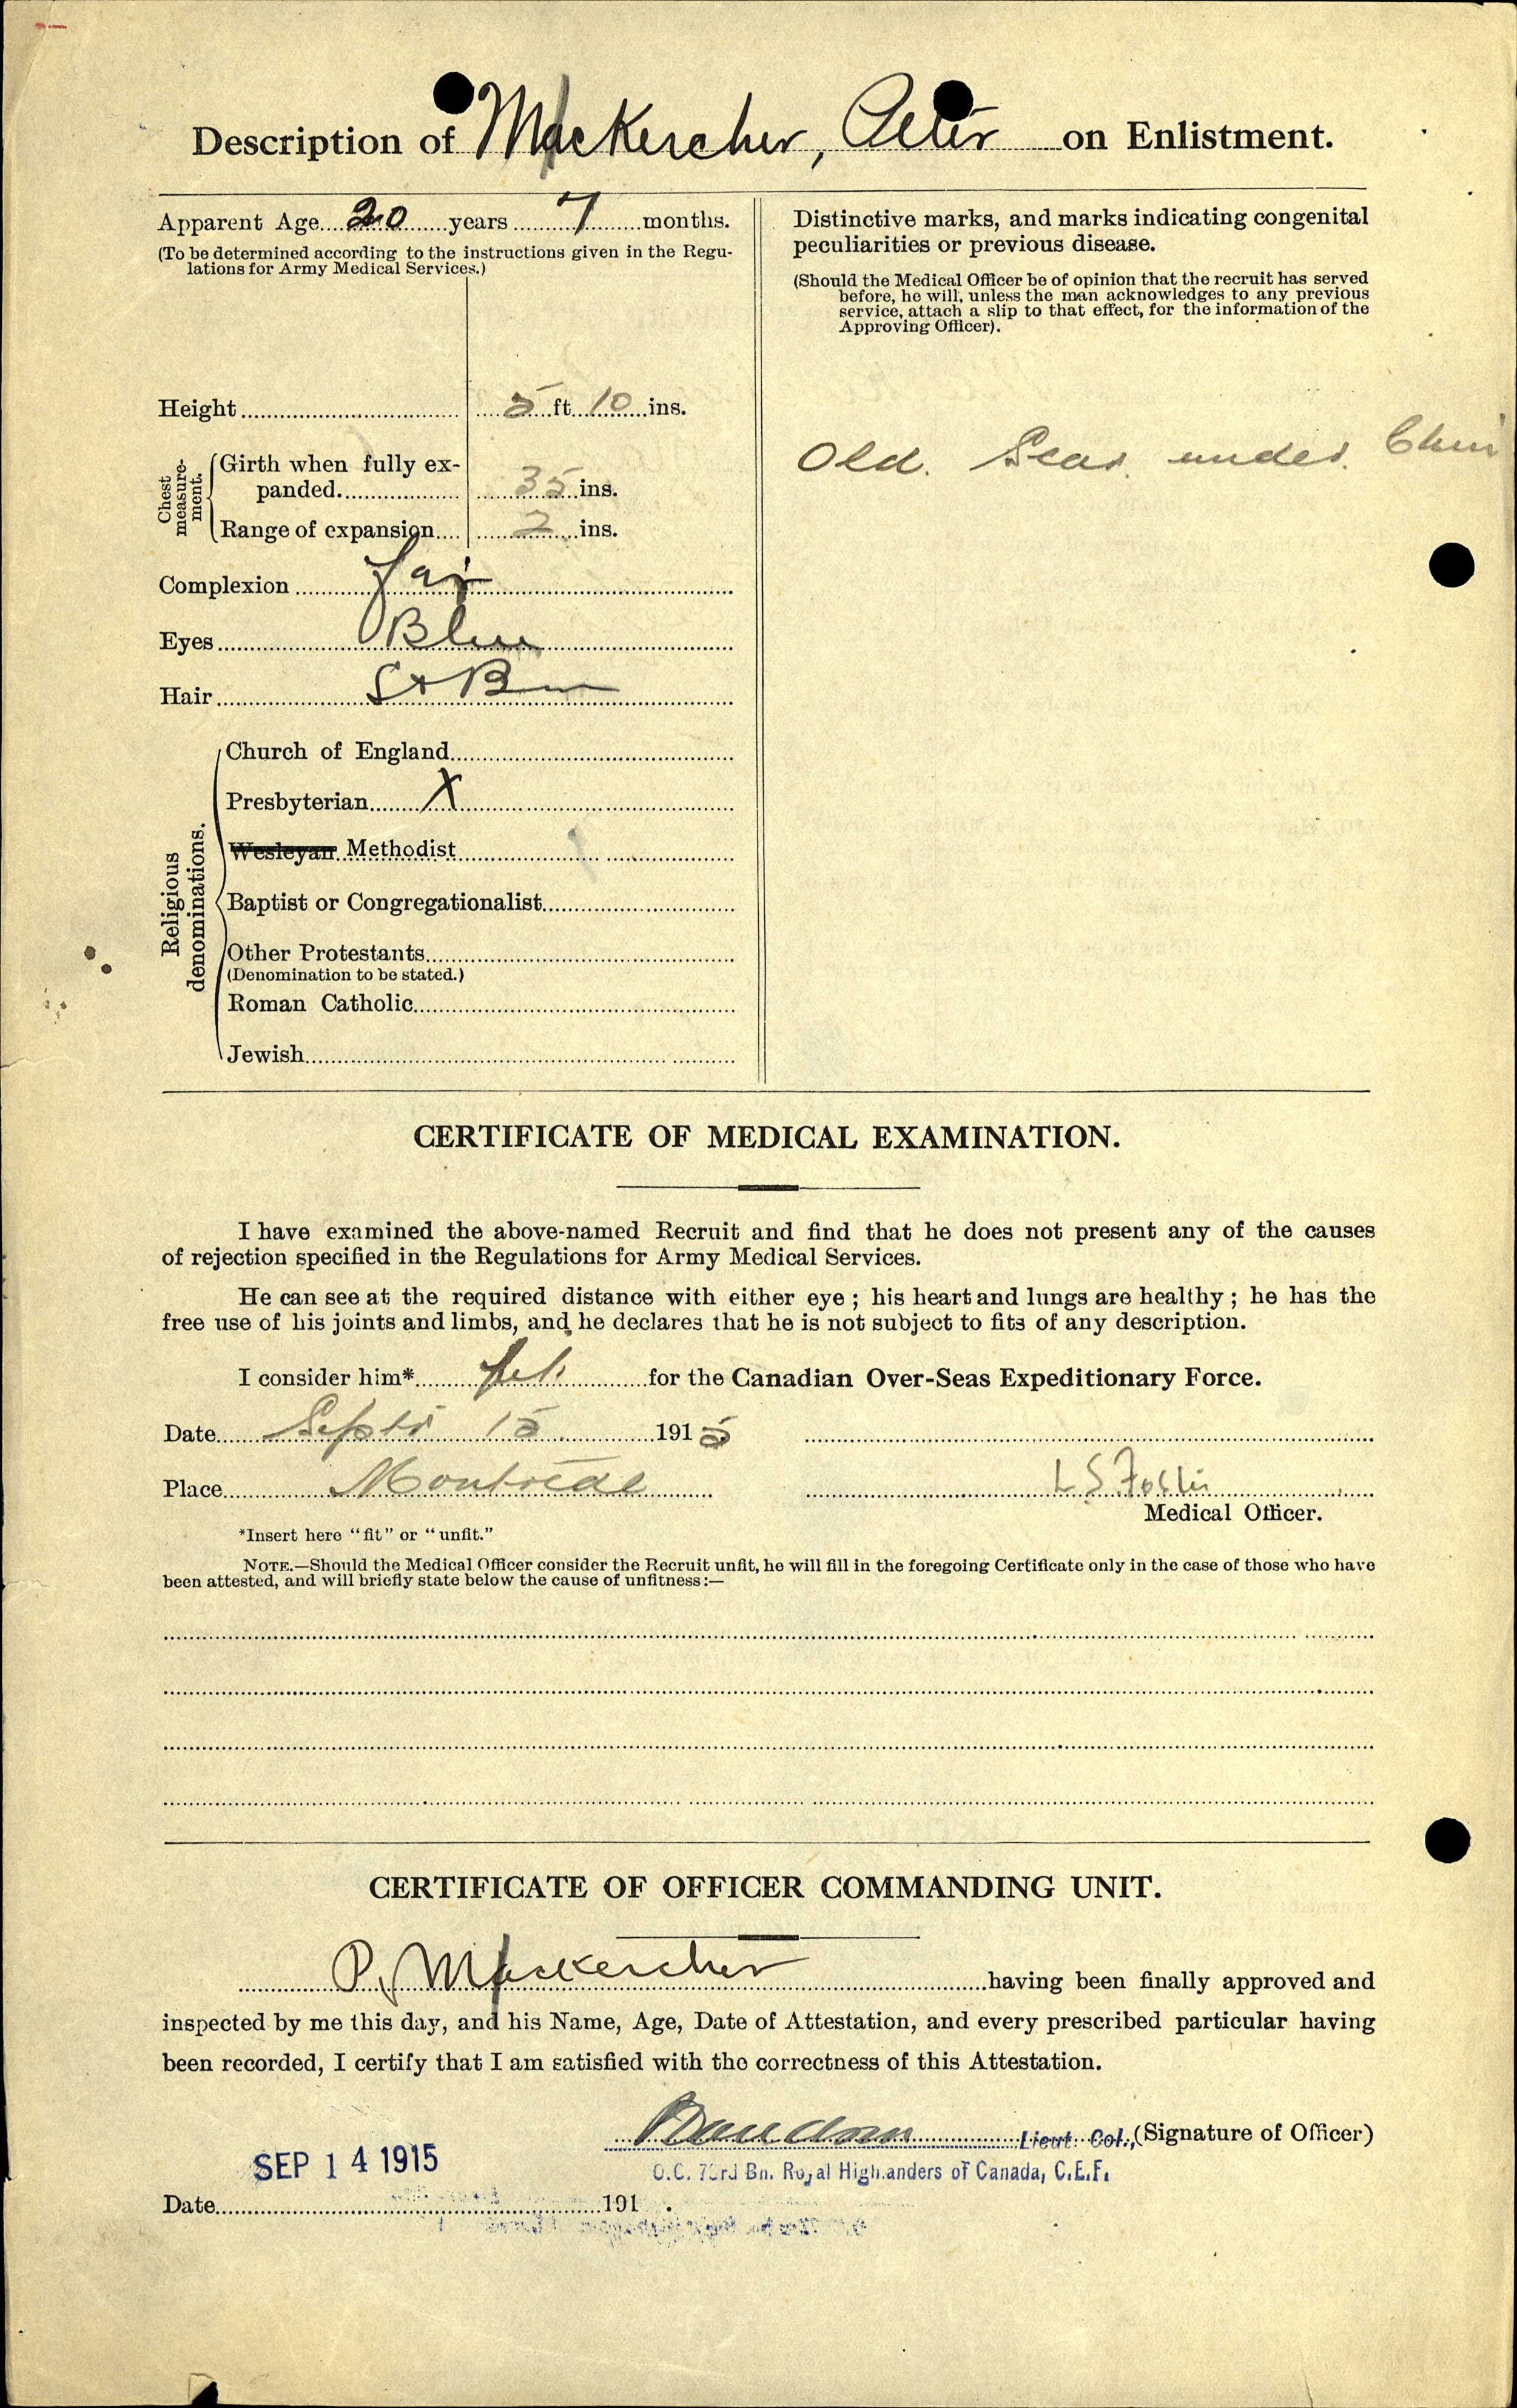 Description of MacKercher, Peter on Enlistment.
Apparent Age 20 years 7 months.
(To be determined according to the instructions given in the Regu-
lations for Army Medical Services.)
Height 5 ft. 10 ins.
Chest measure-ment.
Girth when fully ex-
panded 35 ins.
Range of expansion 2 ins.
Complexion fair
Eyes Blue
Hair
Religious denominations.
Church of England
Presbyterian X
Wesleyan Methodist
Baptist or Congregationalist
Other Protestants
(Denomination to be stated.)
Roman Catholic
Jewish
Distinctive marks, and marks indicating congenital
peculiarities or previous disease.
(Should the Medical Officer be of opinion that the recruit has served
before, he will, unless the man acknowledges to any previous
service, attach a slip to that effect, for the information of the
Approving Officer).
Old. Scar under. Chin
CERTIFICATE OF MEDICAL EXAMINATION.
I have examined the above-named Recruit and find that he does not present any of the causes
of rejection specified in the Regulations for Army Medical Services.
He can see at the required distance with either eye; his heart and lungs are healthy; he has the
free use of his joints and limbs, and he declares that he is not subject to fits of any description.
I consider him* fit for the Canadian Over-Seas Expeditionary Force.
Date Sept 15 1915
Place Montreal
L S Foster
Medical Officer.
*Insert here "fit" or "unfit."
NOTE.—Should the Medical Officer consider the Recruit unfit, he will fill in the foregoing Certificate only in the case of those who have
been attested, and will briefly state below the cause of unfitness:—
CERTIFICATE OF OFFICER COMMANDING UNIT.
P. MacKercher having been finally approved and
inspected by me this day, and his Name, Age, Date of Attestation, and every prescribed particular having
been recorded, I certify that I am satisfied with the correctness of this Attestation.
Lieut. Col., (Signature of Officer)
O.C. 73rd Bn. Royal Highlanders of Canada, C.E.F.
SEP 14 1915
Date 191 .